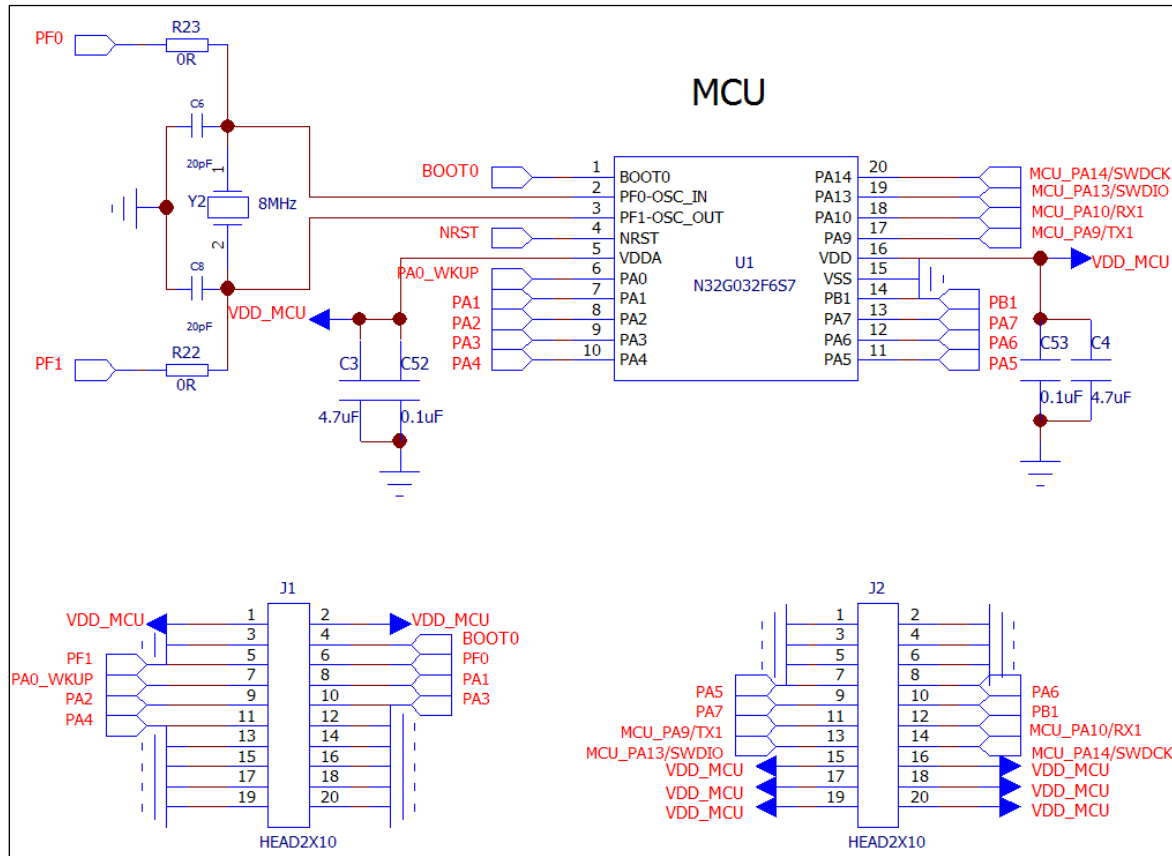 MCU
PF0
R23
0R
C6
20pF
1
Y2
8MHz
2
C8
20pF
PF1
R22
0R
BOOT0
NRST
PA0_WKUP
PA1
PA2
PA3
PA4
VDD_MCU
C3
C52
4.7uF
0.1uF
1 BOOT0 PA14 20
2 PF0-OSC_IN PA13 19
3 PF1-OSC_OUT PA10 18
4 NRST PA9 17
5 VDDA VDD 16
6 PA0 VSS 15
7 PA1 PB1 14
8 PA2 PA7 13
9 PA3 PA6 12
10 PA4 PA5 11
U1
N32G032F6S7
MCU_PA14/SWDCK
MCU_PA13/SWDIO
MCU_PA10/RX1
MCU_PA9/TX1
VDD_MCU
PB1
PA7
PA6
PA5
C53
C4
0.1uF
4.7uF
J1
VDD_MCU 1 2 VDD_MCU
3 4 BOOT0
PF1 5 6 PF0
PA0_WKUP 7 8 PA1
PA2 9 10 PA3
PA4 11 12
13 14
15 16
17 18
19 20
HEAD2X10
J2
1 2
3 4
5 6
PA5 7 8 PA6
PA7 9 10 PB1
MCU_PA9/TX1 11 12 MCU_PA10/RX1
MCU_PA13/SWDIO 13 14 MCU_PA14/SWDCK
VDD_MCU 15 16 VDD_MCU
VDD_MCU 17 18 VDD_MCU
VDD_MCU 19 20 VDD_MCU
HEAD2X10